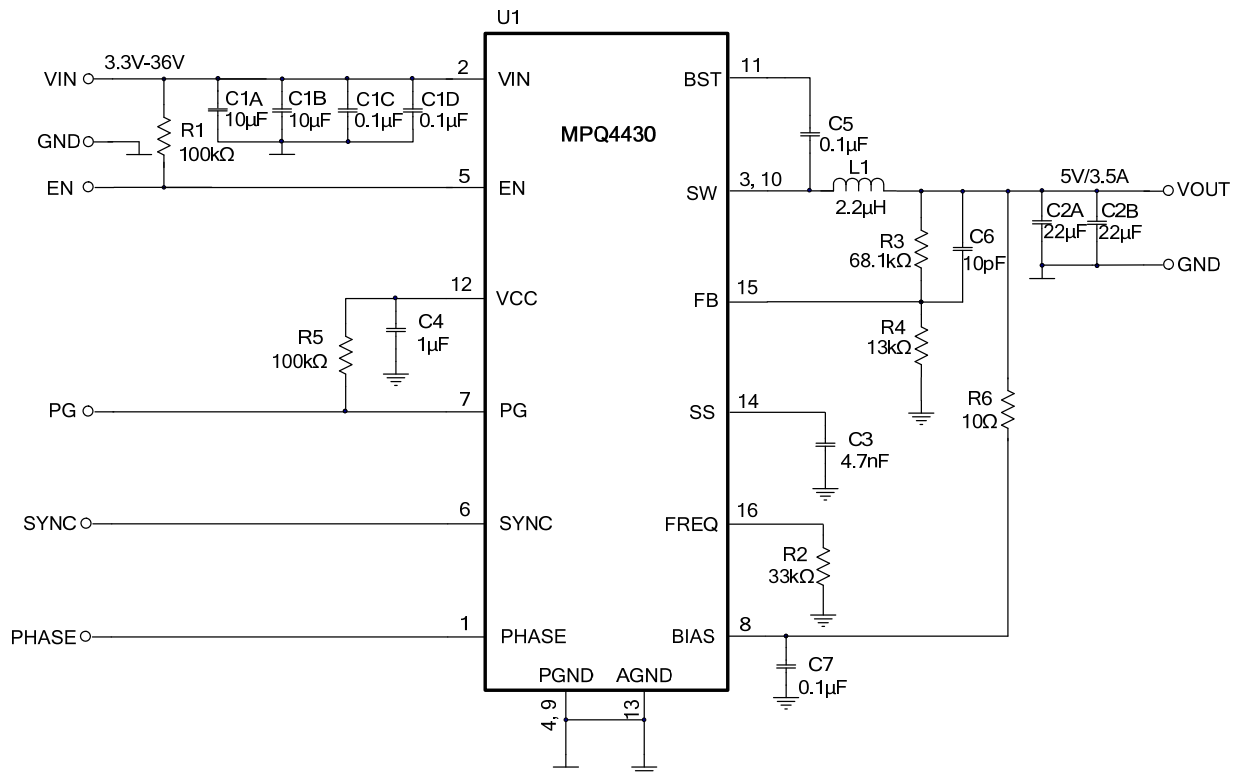 U1
MPQ4430
VIN
3.3V-36V
2
VIN
C1A
10µF
C1B
10µF
C1C
0.1µF
C1D
0.1µF
GND
R1
100kΩ
EN
5
EN
12
VCC
C4
1µF
R5
100kΩ
PG
7
PG
SYNC
6
SYNC
PHASE
1
PHASE
PGND
AGND
4, 9
13
BST
11
C5
0.1µF
SW
3, 10
L1
2.2µH
5V/3.5A
VOUT
C2A
22µF
C2B
22µF
GND
R3
68.1kΩ
C6
10pF
FB
15
R4
13kΩ
SS
14
C3
4.7nF
R6
10Ω
FREQ
16
R2
33kΩ
BIAS
8
C7
0.1µF